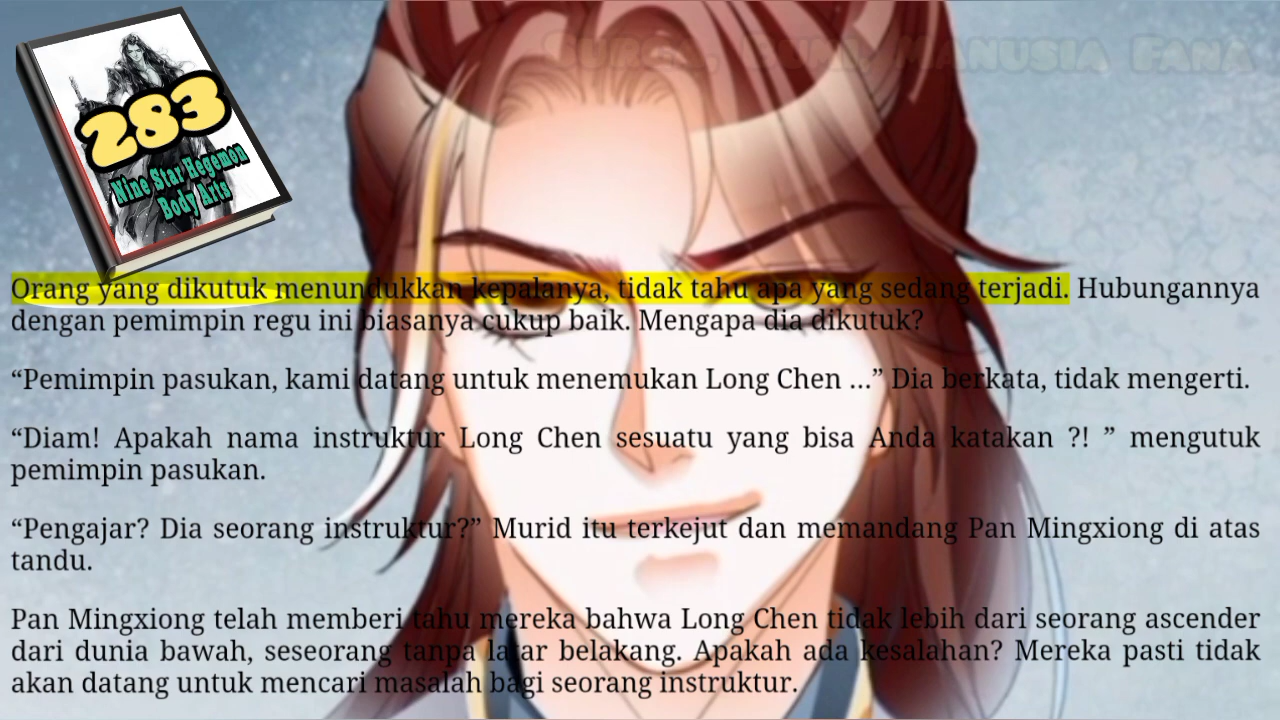 Surga, Bumi, Manusia Fana
283
Nine Star Hegemon
Body Arts
Orang yang dikutuk menundukkan kepalanya, tidak tahu apa yang sedang terjadi. Hubungannya
dengan pemimpin regu ini biasanya cukup baik. Mengapa dia dikutuk?
“Pemimpin pasukan, kami datang untuk menemukan Long Chen ...” Dia berkata, tidak mengerti.
“Diam! Apakah nama instruktur Long Chen sesuatu yang bisa Anda katakan ?! ” mengutuk
pemimpin pasukan.
“Pengajar? Dia seorang instruktur?” Murid itu terkejut dan memandang Pan Mingxiong di atas
tandu.
Pan Mingxiong telah memberi tahu mereka bahwa Long Chen tidak lebih dari seorang ascender
dari dunia bawah, seseorang tanpa latar belakang. Apakah ada kesalahan? Mereka pasti tidak
akan datang untuk mencari masalah bagi seorang instruktur.